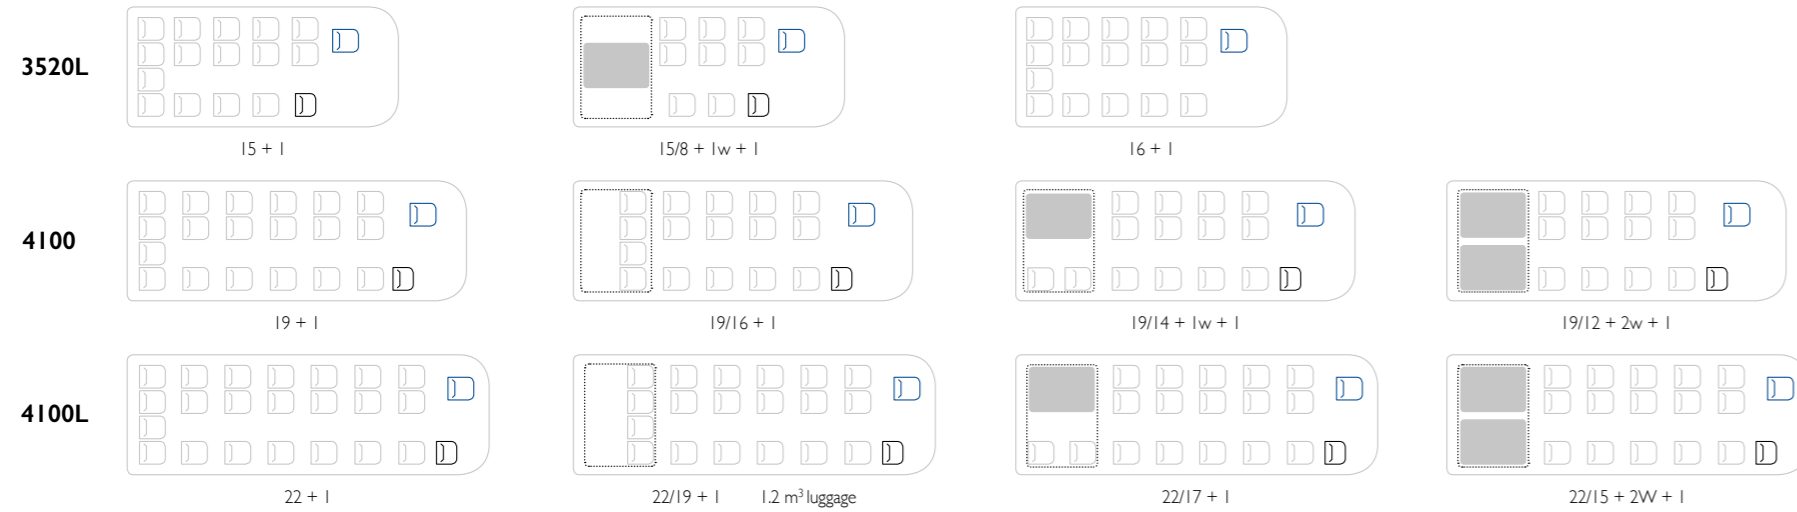 3520L
15 + 1
15/8 + 1w + 1
16 + 1
4100
19 + 1
19/16 + 1
19/14 + 1w + 1
19/12 + 2w + 1
4100L
22 + 1
22/19 + 1 1.2 m³ luggage
22/17 + 1
22/15 + 2W + 1